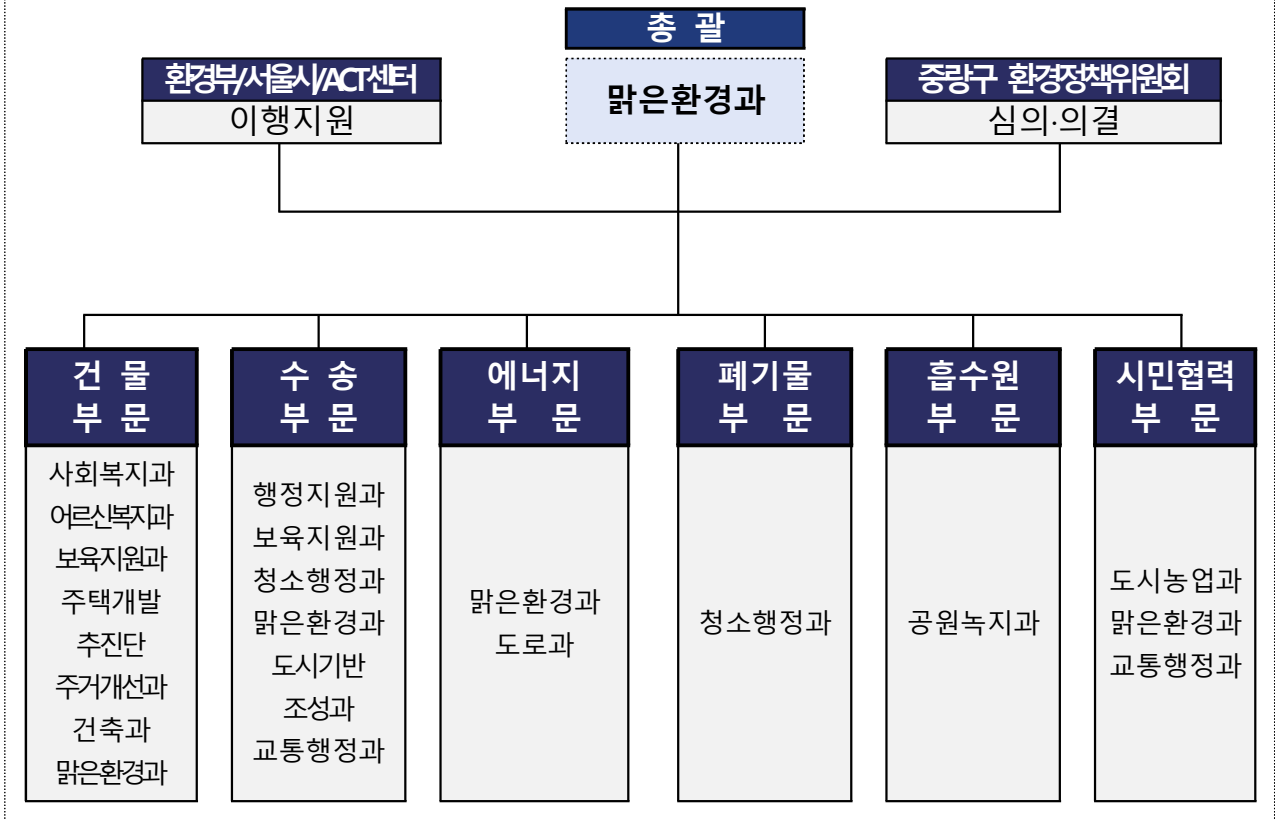 총 괄
맑은환경과
환경부/서울시/ACT센터
이행지원
중랑구 환경정책위원회
심의·의결
건 물
부 문
사회복지과
어르신복지과
보육지원과
주택개발
추진단
주거개선과
건축과
맑은환경과
수 송
부 문
행정지원과
보육지원과
청소행정과
맑은환경과
도시기반
조성과
교통행정과
에너지
부 문
맑은환경과
도로과
폐기물
부 문
청소행정과
흡수원
부 문
공원녹지과
시민협력
부 문
도시농업과
맑은환경과
교통행정과